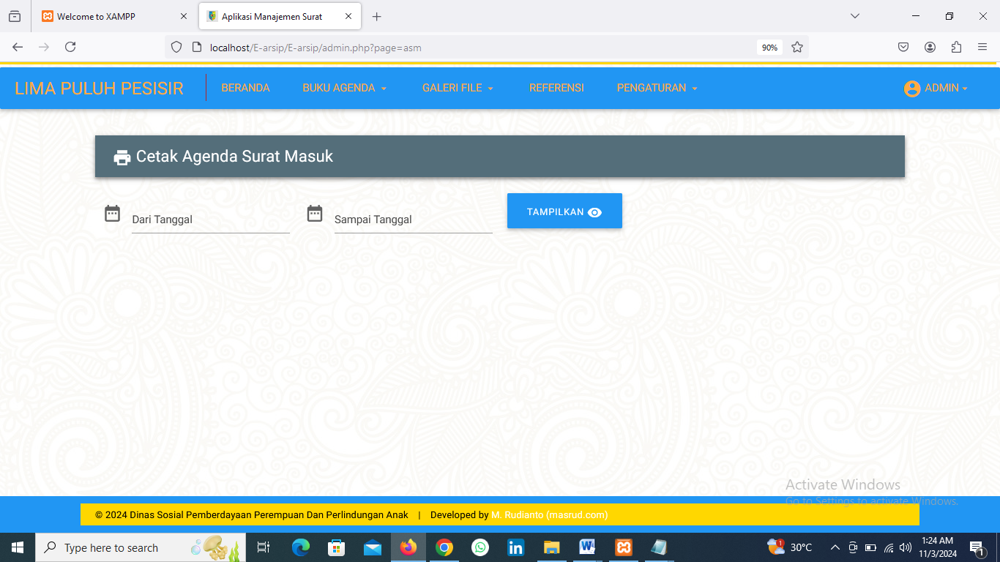 Welcome to XAMPP
Aplikasi Manajemen Surat
localhost/E-arsip/E-arsip/admin.php?page=asm
90%
LIMA PULUH PESISIR
BERANDA
BUKU AGENDA
GALERI FILE
REFERENSI
PENGATURAN
ADMIN
Cetak Agenda Surat Masuk
Dari Tanggal
Sampai Tanggal
TAMPILKAN
Activate Windows
Go to Settings to activate Windows.
© 2024 Dinas Sosial Pemberdayaan Perempuan Dan Perlindungan Anak | Developed by M. Rudianto (masrud.com)
Type here to search
1
30°C
1:24 AM
11/3/2024
1